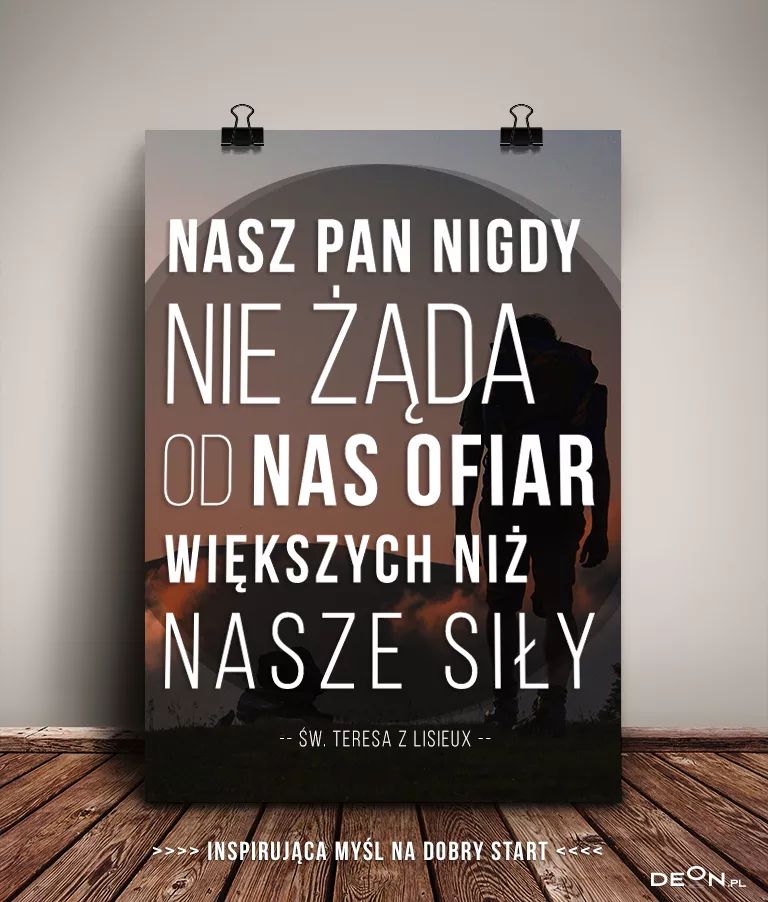 NASZ PAN NIGDY
NIE ŻĄDA
OD NAS OFIAR
WIĘKSZYCH NIŻ
NASZE SIŁY
-- ŚW. TERESA Z LISIEUX --
>>>> INSPIRUJĄCA MYŚL NA DOBRY START <<<<
DEON.PL